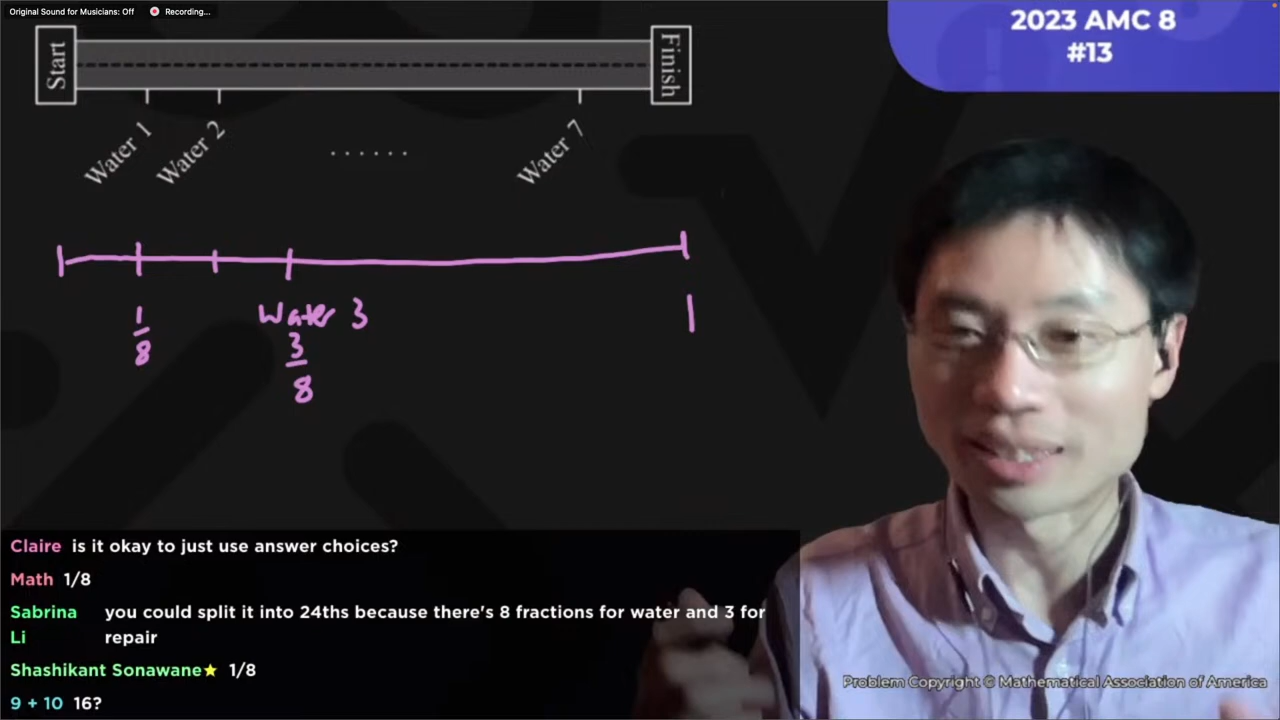 Original Sound for Musicians: Off
Recording...
2023 AMC 8
#13
Start
Finish
Water 1
Water 2
......
Water 7
1
8
Water 3
3
8
1
Claire is it okay to just use answer choices?
Math 1/8
Sabrina you could split it into 24ths because there's 8 fractions for water and 3 for
Li repair
Shashikant Sonawane★ 1/8
9 + 10 16?
Problem Copyright © Mathematical Association of America